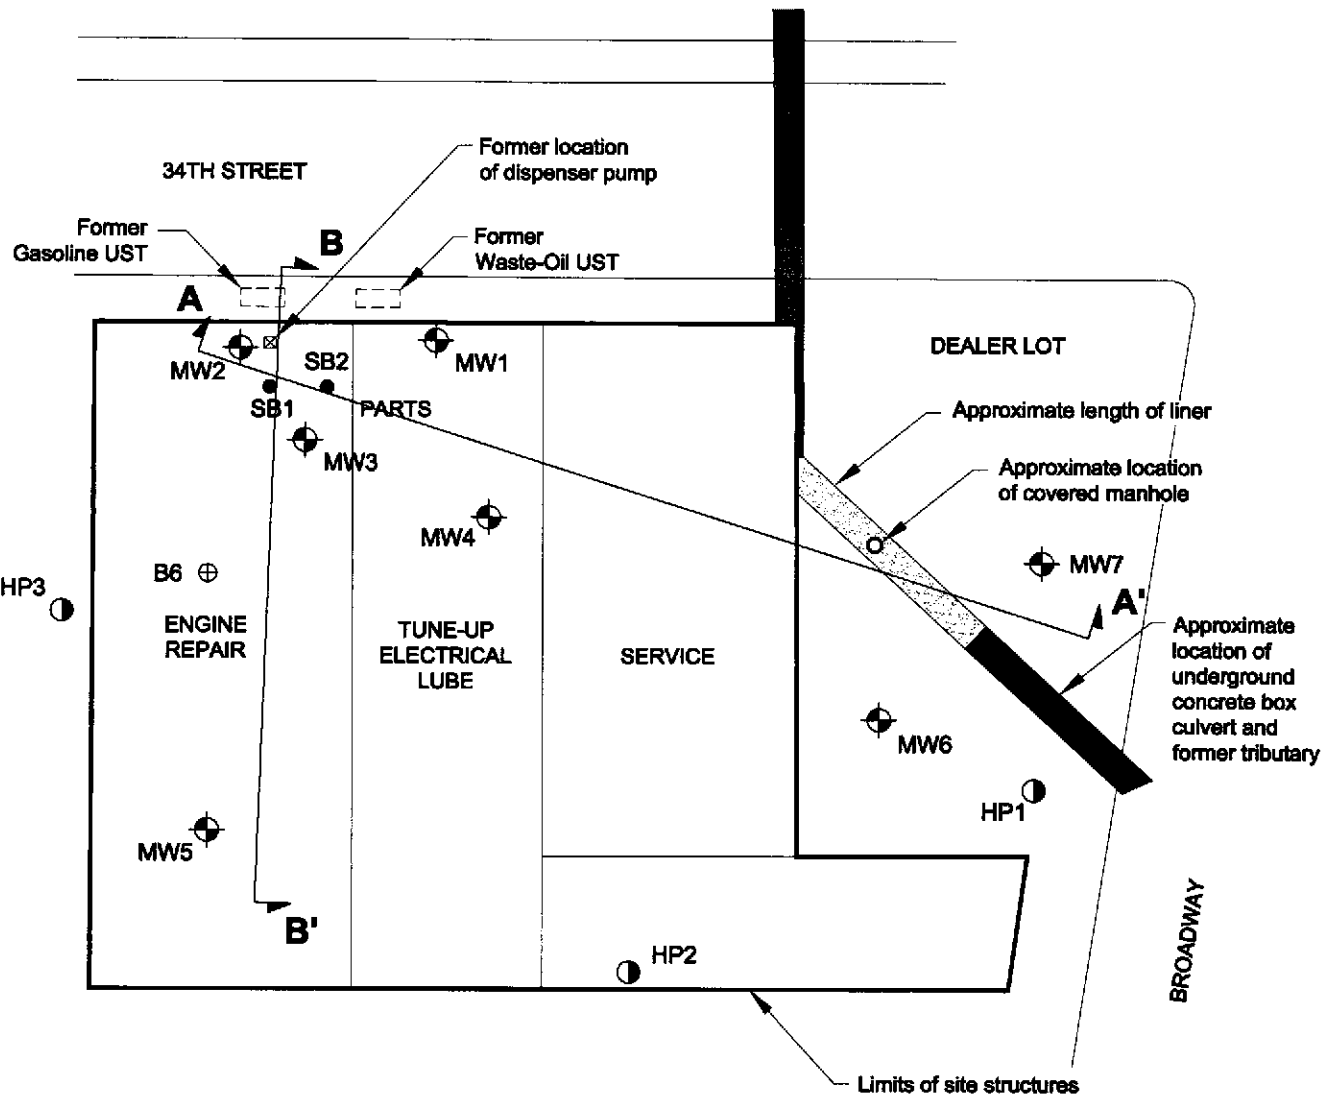 Former location
of dispenser pump
34TH STREET
Former
Gasoline UST
B
Former
Waste-Oil UST
A
MW2
SB2
MW1
DEALER LOT
SB1
PARTS
Approximate length of liner
MW3
Approximate location
of covered manhole
MW4
MW7
B6
HP3
A'
ENGINE
REPAIR
TUNE-UP
ELECTRICAL
LUBE
SERVICE
Approximate
location of
underground
concrete box
culvert and
former tributary
MW6
HP1
MW5
B'
HP2
BROADWAY
Limits of site structures